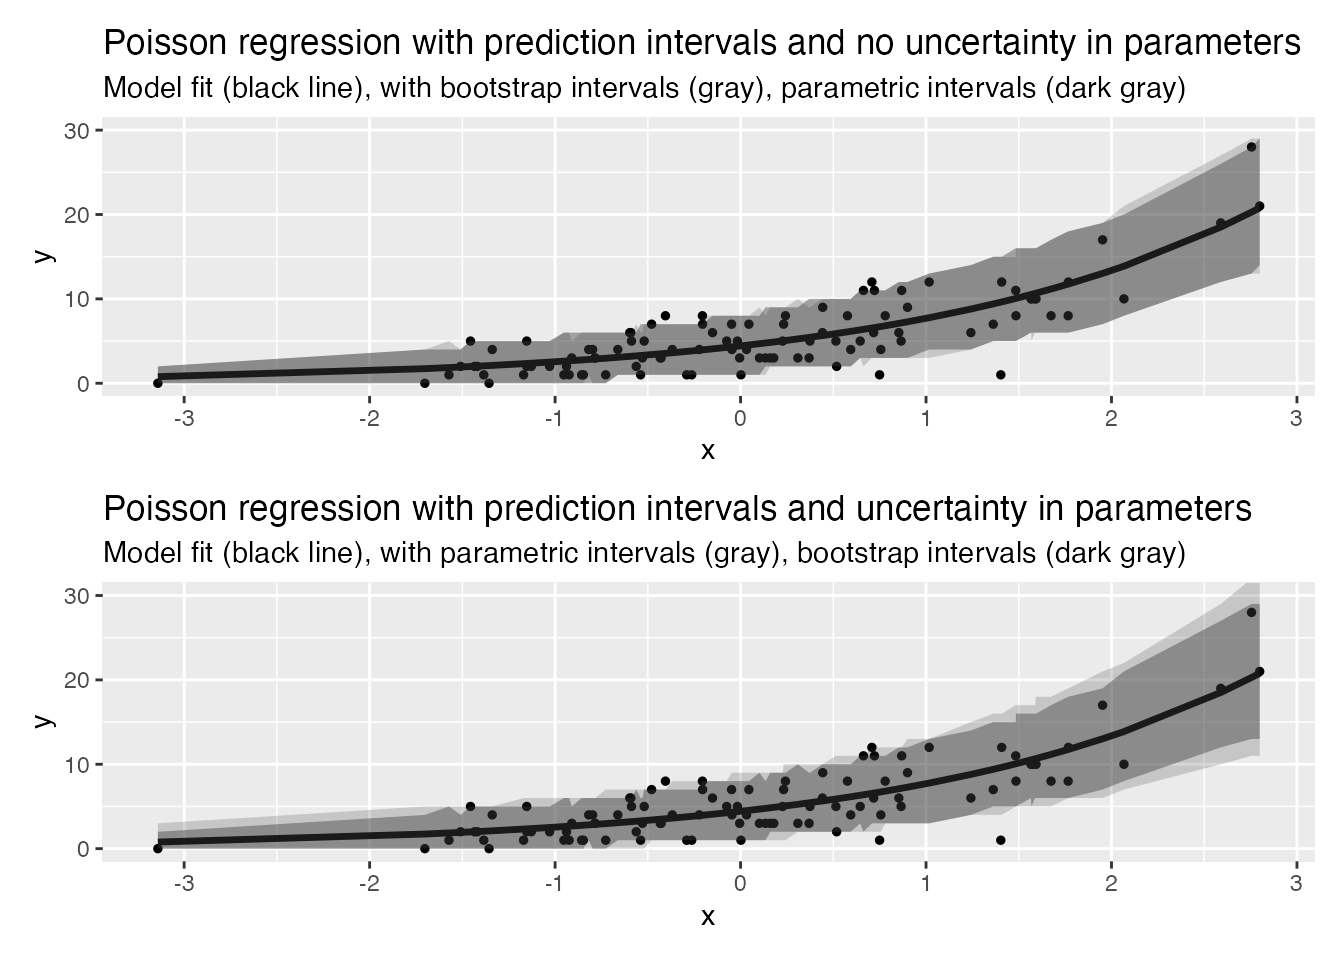 Poisson regression with prediction intervals and no uncertainty in parameters
Model fit (black line), with bootstrap intervals (gray), parametric intervals (dark gray)
30
20
10
0
y
-3 -2 -1 0 1 2 3
x
Poisson regression with prediction intervals and uncertainty in parameters
Model fit (black line), with parametric intervals (gray), bootstrap intervals (dark gray)
30
20
10
0
y
-3 -2 -1 0 1 2 3
x